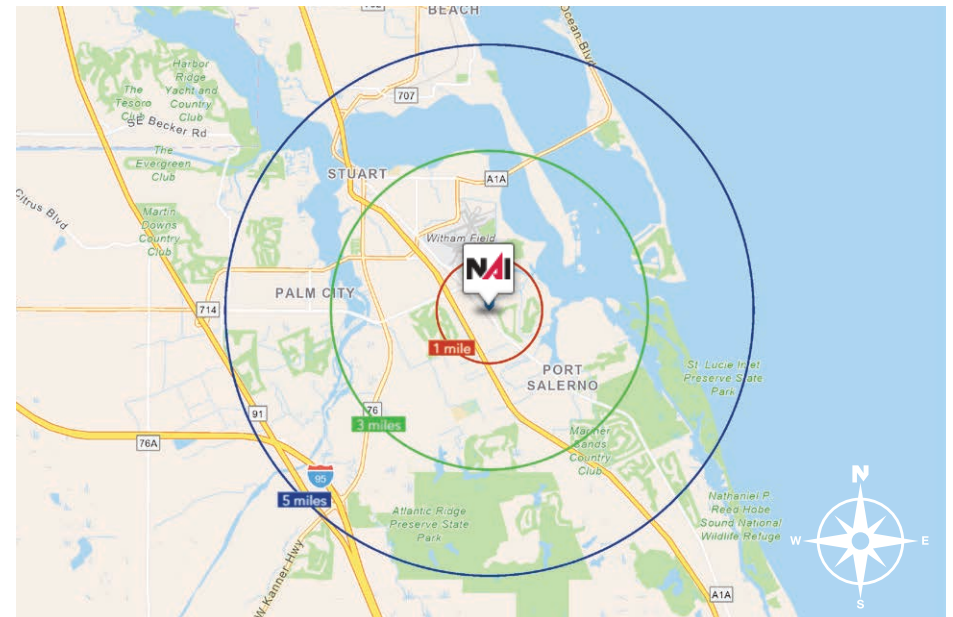 BEACH
Ocean Blvd
Harbor
Ridge
Yacht and
Country
Club
The
Tesoro
Club
707
SE Becker Rd
The
Evergreen
Club
STUART
A1A
Citrus Blvd
Martin
Downs
Country
Club
Witham Field
NAI
PALM CITY
714
1 mile
PORT
SALERNO
St. Lucie Inlet
Preserve State
Park
91
76
3 miles
76A
Mariner
Sands
Country
Club
95
5 miles
Atlantic Ridge
Preserve State
Park
Nathaniel P.
Reed Hobe
Sound National
Wildlife Refuge
N
W
E
S
W Kanner Hwy
A1A